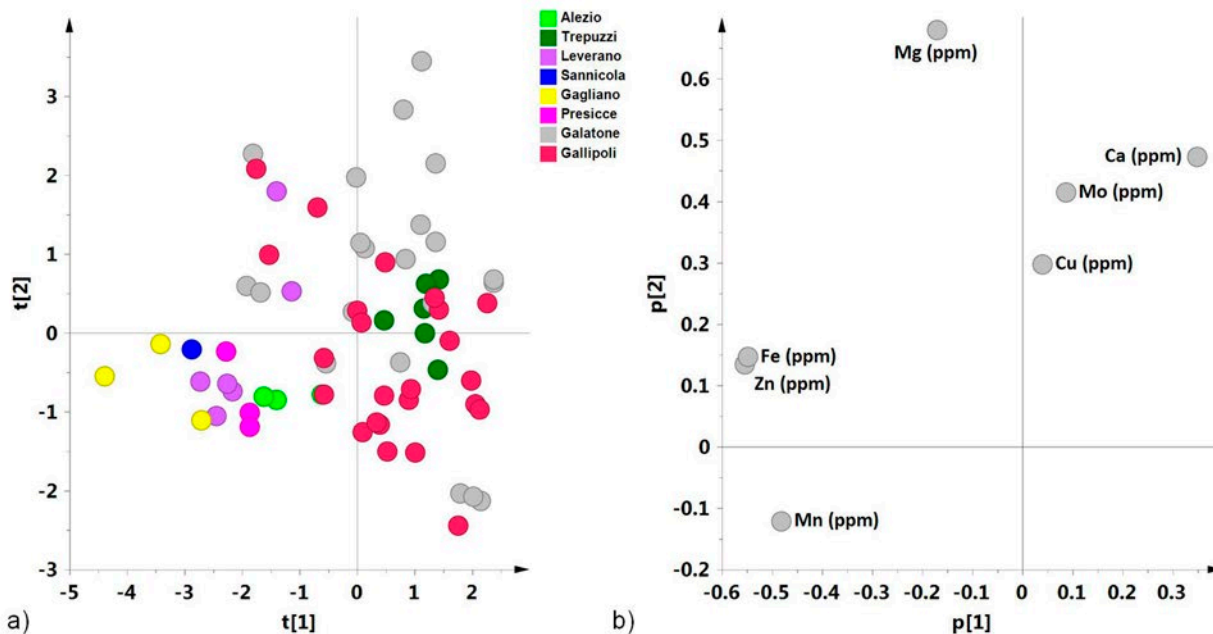 Alezio
Trepuzzi
Leverano
Sannicola
Gagliano
Presicce
Galatone
Gallipoli
t[2]
3
2
1
0
-1
-2
-3
-5 -4 -3 -2 -1 0 1 2
t[1]
a)
Mg (ppm)
Ca (ppm)
Mo (ppm)
Cu (ppm)
Fe (ppm)
Zn (ppm)
Mn (ppm)
p[2]
0.6
0.5
0.4
0.3
0.2
0.1
0
-0.1
-0.2
-0.6 -0.5 -0.4 -0.3 -0.2 -0.1 0 0.1 0.2 0.3
p[1]
b)